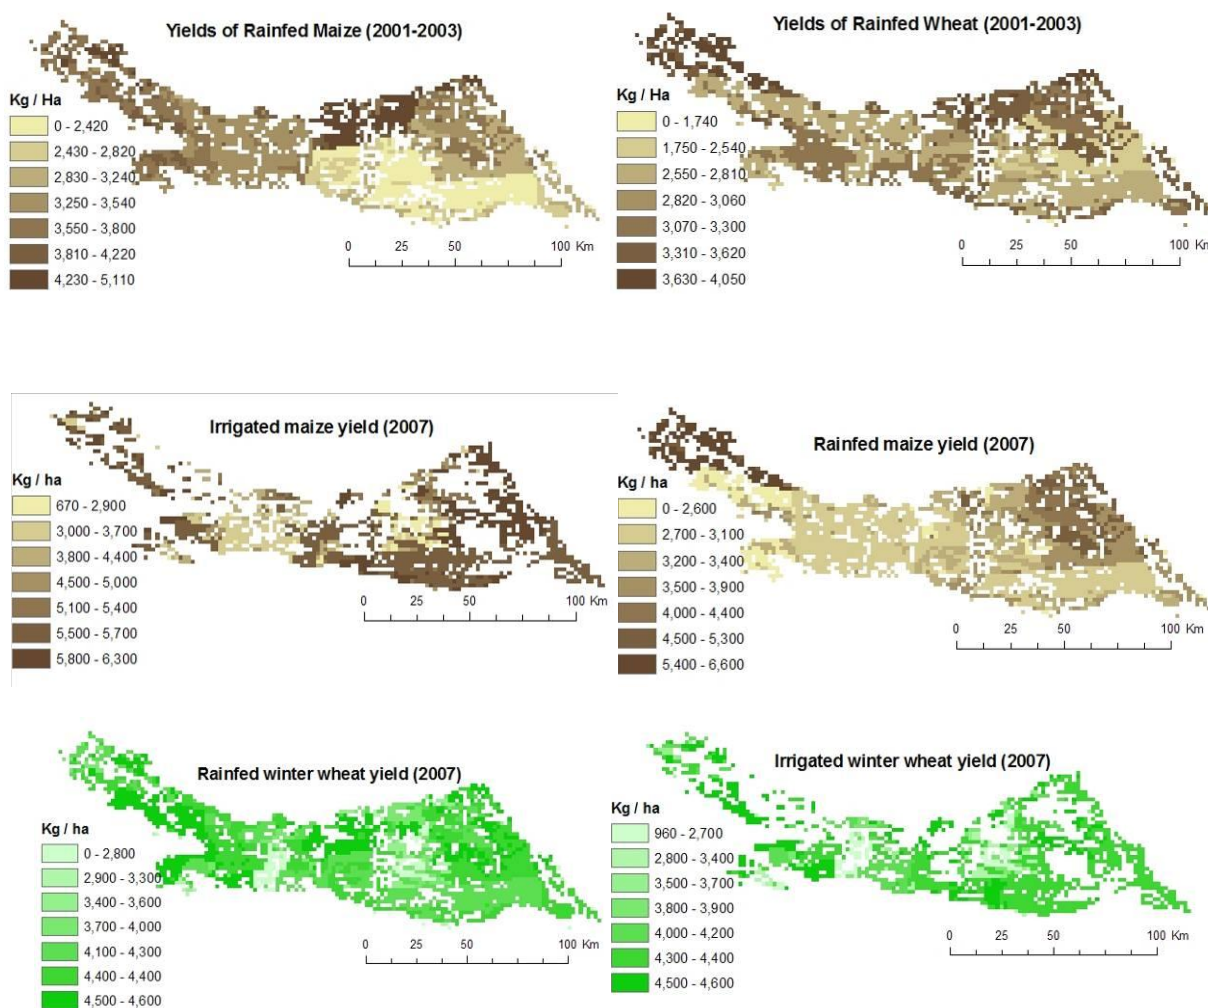 Yields of Rainfed Maize (2001-2003)
Kg / Ha
0 - 2,420
2,430 - 2,820
2,830 - 3,240
3,250 - 3,540
3,550 - 3,800
3,810 - 4,220
4,230 - 5,110
0 25 50 100 Km
Yields of Rainfed Wheat (2001-2003)
Kg / Ha
0 - 1,740
1,750 - 2,540
2,550 - 2,810
2,820 - 3,060
3,070 - 3,300
3,310 - 3,620
3,630 - 4,050
0 25 50 100 Km
Irrigated maize yield (2007)
Kg / ha
670 - 2,900
3,000 - 3,700
3,800 - 4,400
4,500 - 5,000
5,100 - 5,400
5,500 - 5,700
5,800 - 6,300
0 25 50 100 Km
Rainfed maize yield (2007)
Kg / ha
0 - 2,600
2,700 - 3,100
3,200 - 3,400
3,500 - 3,900
4,000 - 4,400
4,500 - 5,300
5,400 - 6,600
0 25 50 100 Km
Rainfed winter wheat yield (2007)
Kg / ha
0 - 2,800
2,900 - 3,300
3,400 - 3,600
3,700 - 4,000
4,100 - 4,300
4,400 - 4,400
4,500 - 4,600
0 25 50 100 Km
Irrigated winter wheat yield (2007)
Kg / ha
960 - 2,700
2,800 - 3,400
3,500 - 3,700
3,800 - 3,900
4,000 - 4,200
4,300 - 4,400
4,500 - 4,600
0 25 50 100 Km